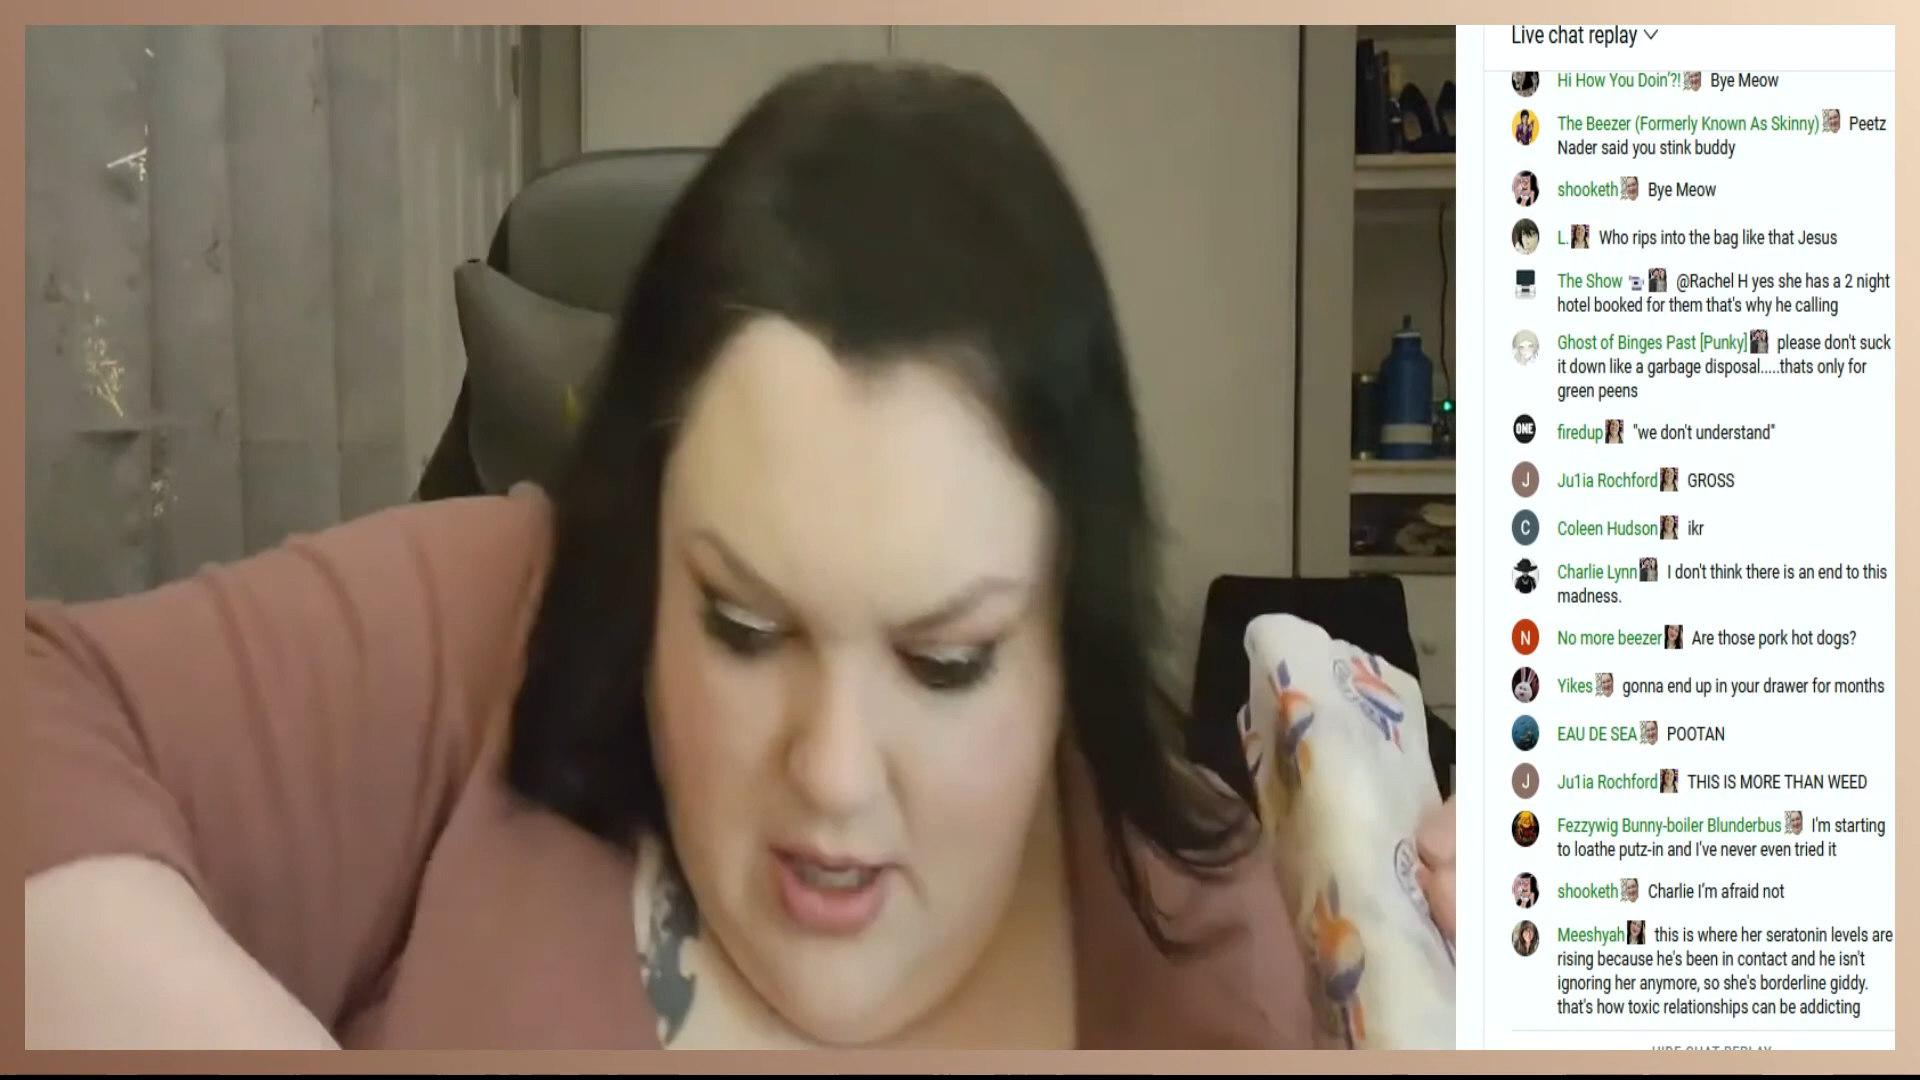 Live chat replay
Hi How You Doin'?! Bye Meow
The Beezer (Formerly Known As Skinny) Peetz
Nader said you stink buddy
shooketh Bye Meow
L. Who rips into the bag like that Jesus
The Show @Rachel H yes she has a 2 night
hotel booked for them that's why he calling
Ghost of Binges Past [Punky] please don't suck
it down like a garbage disposal.....thats only for
green peens
ONE
firedup "we don't understand"
J
Ju1ia Rochford GROSS
C
Coleen Hudson ikr
Charlie Lynn I don't think there is an end to this
madness.
N
No more beezer Are those pork hot dogs?
Yikes gonna end up in your drawer for months
EAU DE SEA POOTAN
J
Ju1ia Rochford THIS IS MORE THAN WEED
Fezzywig Bunny-boiler Blunderbus I'm starting
to loathe putz-in and I've never even tried it
shooketh Charlie I'm afraid not
Meeshyah this is where her seratonin levels are
rising because he's been in contact and he isn't
ignoring her anymore, so she's borderline giddy.
that's how toxic relationships can be addicting
HIDE CHAT REPLAY